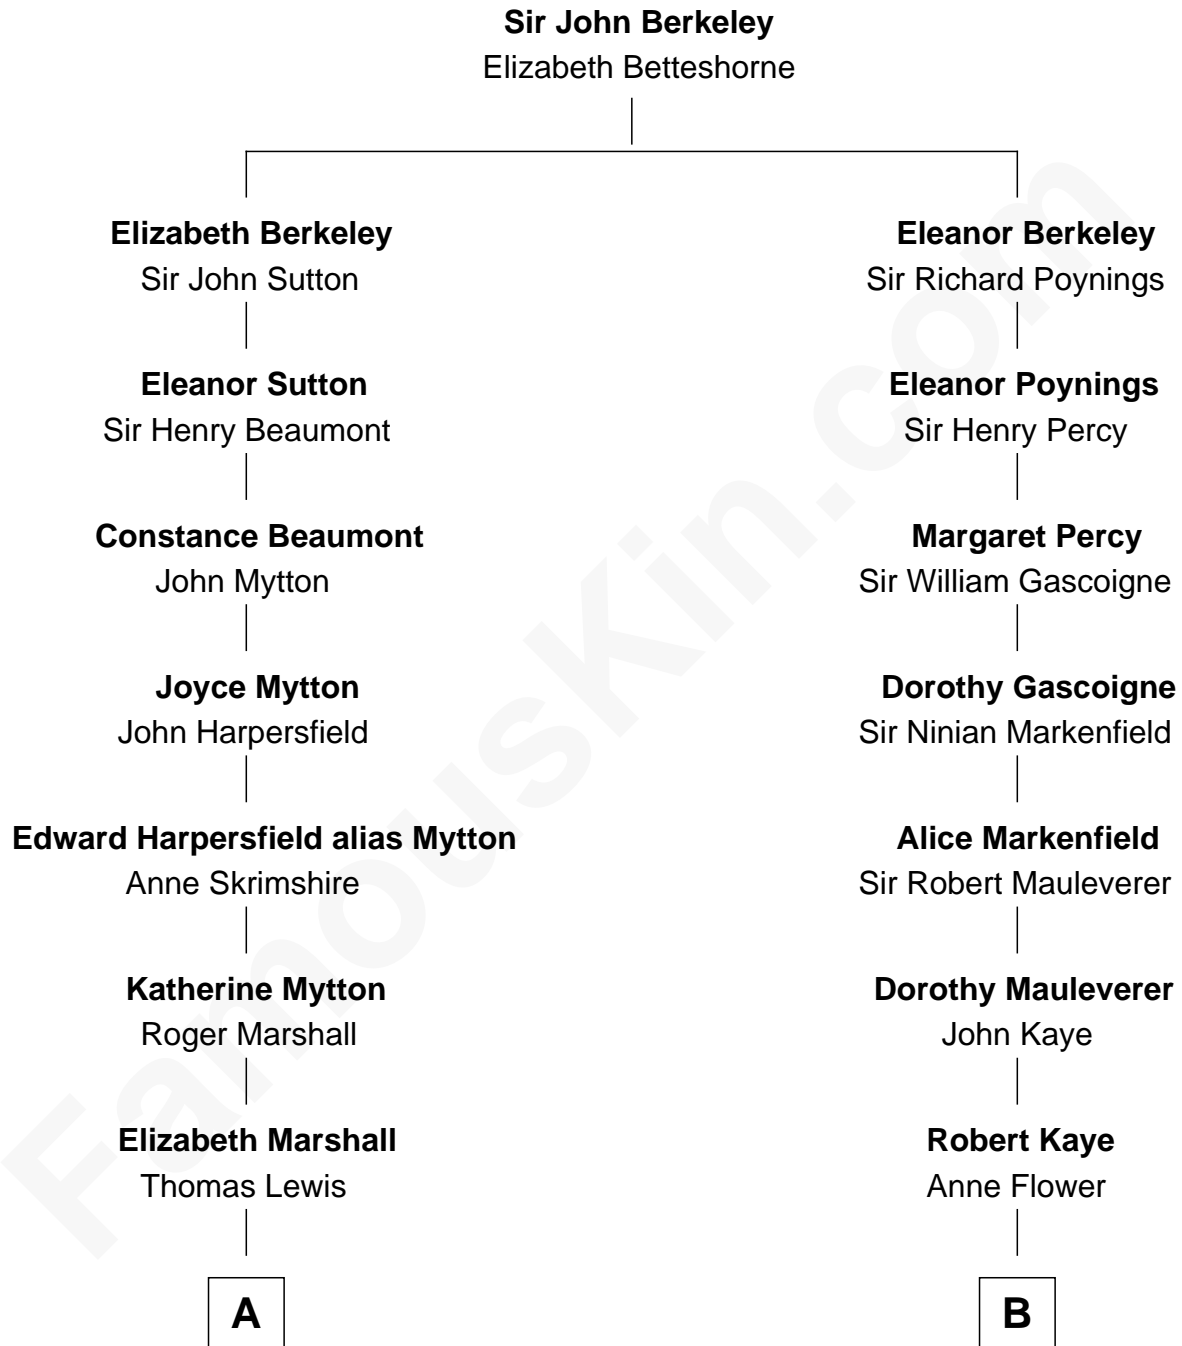 Sir John Berkeley
Elizabeth Betteshorne
Elizabeth Berkeley
Sir John Sutton
Eleanor Berkeley
Sir Richard Poynings
Eleanor Sutton
Sir Henry Beaumont
Eleanor Poynings
Sir Henry Percy
Constance Beaumont
John Mytton
Margaret Percy
Sir William Gascoigne
Joyce Mytton
John Harpersfield
Dorothy Gascoigne
Sir Ninian Markenfield
Edward Harpersfield alias Mytton
Anne Skrimshire
Alice Markenfield
Sir Robert Mauleverer
Katherine Mytton
Roger Marshall
Dorothy Mauleverer
John Kaye
Elizabeth Marshall
Thomas Lewis
Robert Kaye
Anne Flower
A
B
FamousKin.com